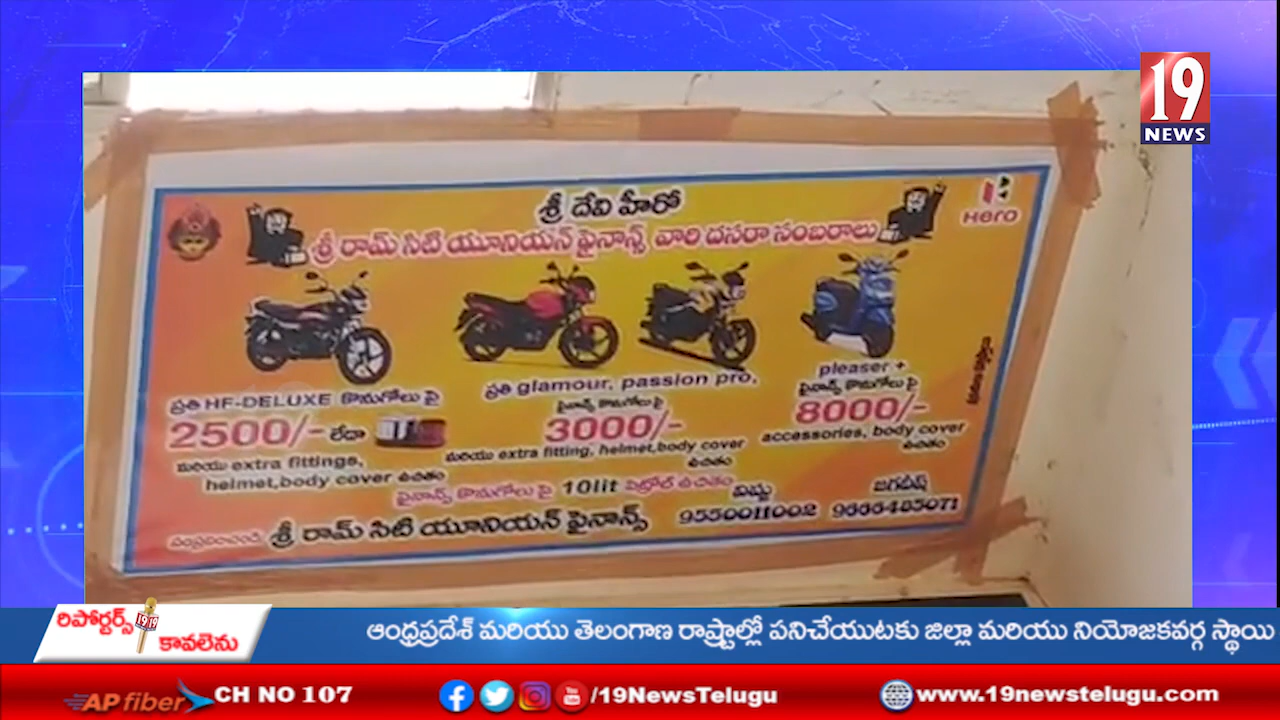 19
NEWS
శ్రీ దేవి హీరో
శ్రీ రామ్ సిటి యూనియన్ ఫైనాన్స్ వారి దసరా సంబరాలు
Hero
ప్రతి HF-DELUXE కొనుగోలు పై
2500/- లేదా
మరియు extra fittings,
helmet,body cover ఉచితం
ప్రతి glamour, passion pro,
ఫైనాన్స్ కొనుగోలు పై
3000/-
మరియు extra fitting, helmet,body cover
ఉచితం
pleaser +
ఫైనాన్స్ కొనుగోలు పై
8000/-
accessories, body cover
ఉచితం
ఫైనాన్స్ కొనుగోలు పై 10lit పెట్రోల్ ఉచితం
సంప్రదించండి శ్రీ రామ్ సిటి యూనియన్ ఫైనాన్స్
విష్ణు
9550011002
జగదీష్
9666485071
రిపోర్టర్స్
కావలెను
ఆంధ్రప్రదేశ్ మరియు తెలంగాణ రాష్ట్రాల్లో పనిచేయుటకు జిల్లా మరియు నియోజకవర్గ స్థాయి
AP fiber CH NO 107
/19NewsTelugu
www.19newstelugu.com